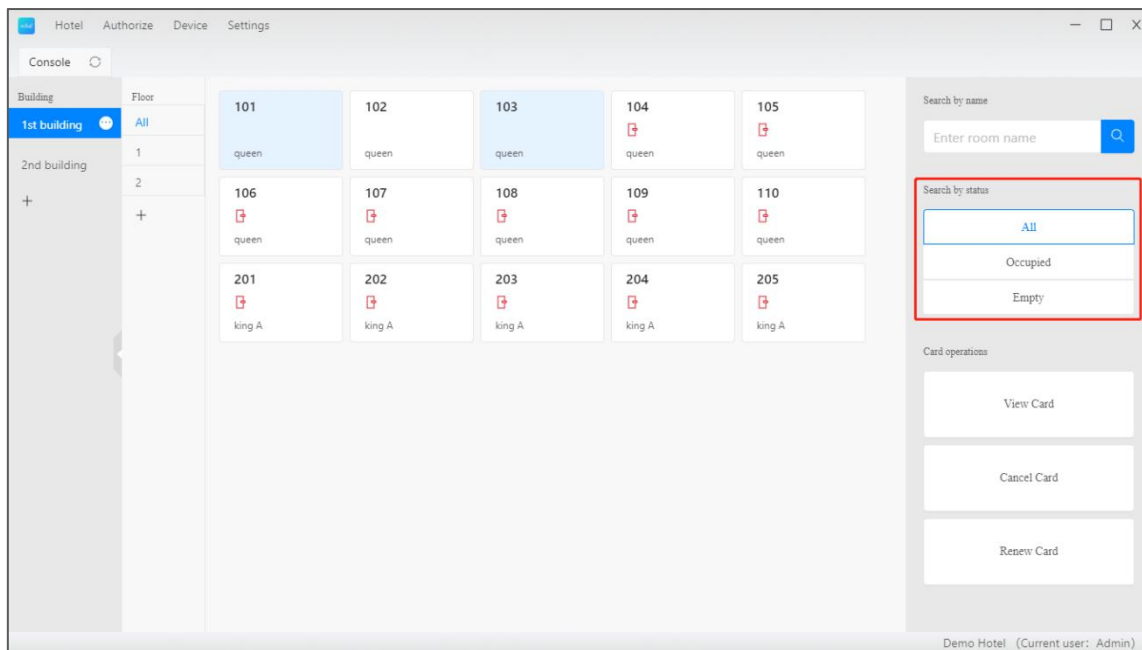 Hotel Authorize Device Settings
Console
Building
1st building
2nd building
+
Floor
All
1
2
+
101
queen
102
queen
103
queen
104
queen
105
queen
106
queen
107
queen
108
queen
109
queen
110
queen
201
king A
202
king A
203
king A
204
king A
205
king A
Search by name
Enter room name
Search by status
All
Occupied
Empty
Card operations
View Card
Cancel Card
Renew Card
Demo Hotel (Current user: Admin)